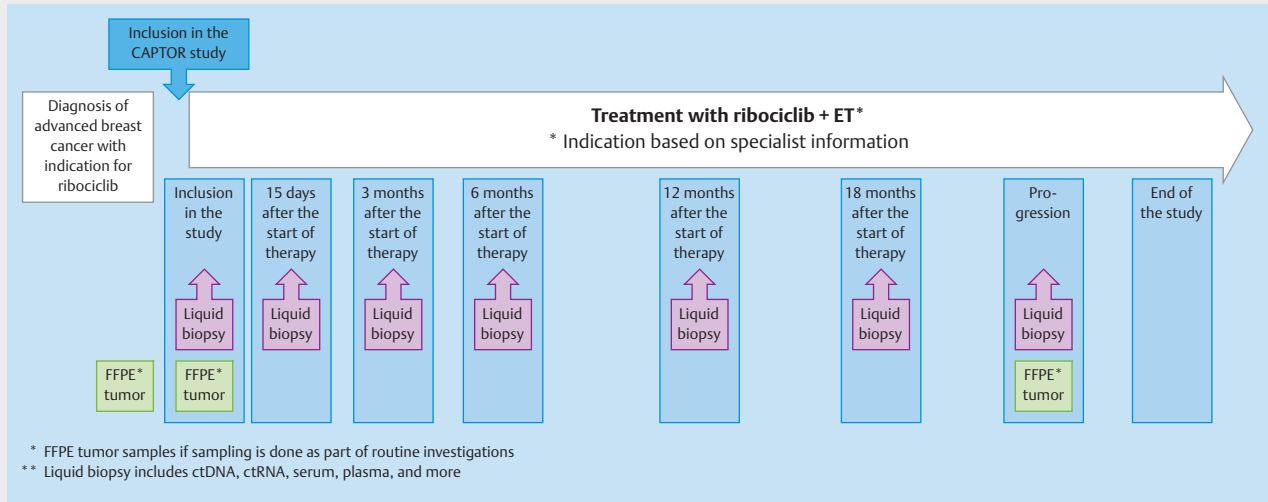 Inclusion in the
CAPTOR study
Diagnosis of
advanced breast
cancer with
indication for
ribociclib
Treatment with ribociclib + ET*
* Indication based on specialist information
Inclusion
in the
study
15 days
after the
start of
therapy
3 months
after the
start of
therapy
6 months
after the
start of
therapy
12 months
after the
start of
therapy
18 months
after the
start of
therapy
Pro-
gression
End of
the study
Liquid
biopsy
Liquid
biopsy
Liquid
biopsy
Liquid
biopsy
Liquid
biopsy
Liquid
biopsy
Liquid
biopsy
FFPE*
tumor
FFPE*
tumor
FFPE*
tumor
* FFPE tumor samples if sampling is done as part of routine investigations
** Liquid biopsy includes ctDNA, ctRNA, serum, plasma, and more